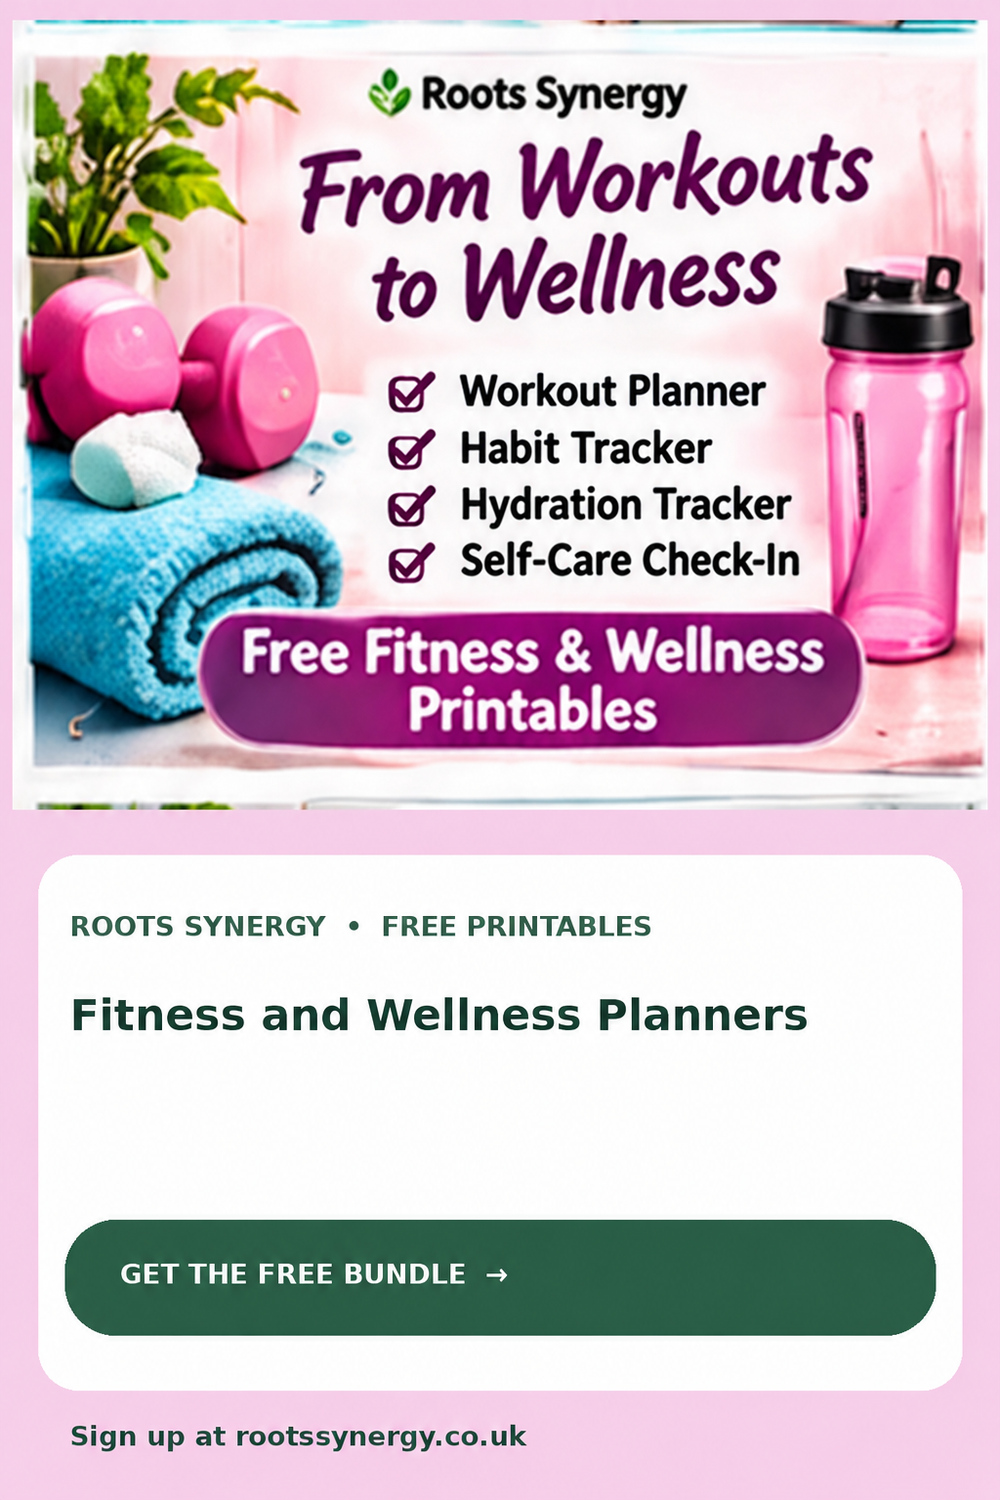 Roots Synergy
From Workouts
to Wellness
Workout Planner
Habit Tracker
Hydration Tracker
Self-Care Check-In
Free Fitness & Wellness
Printables
ROOTS SYNERGY • FREE PRINTABLES
Fitness and Wellness Planners
GET THE FREE BUNDLE →
Sign up at rootssynergy.co.uk